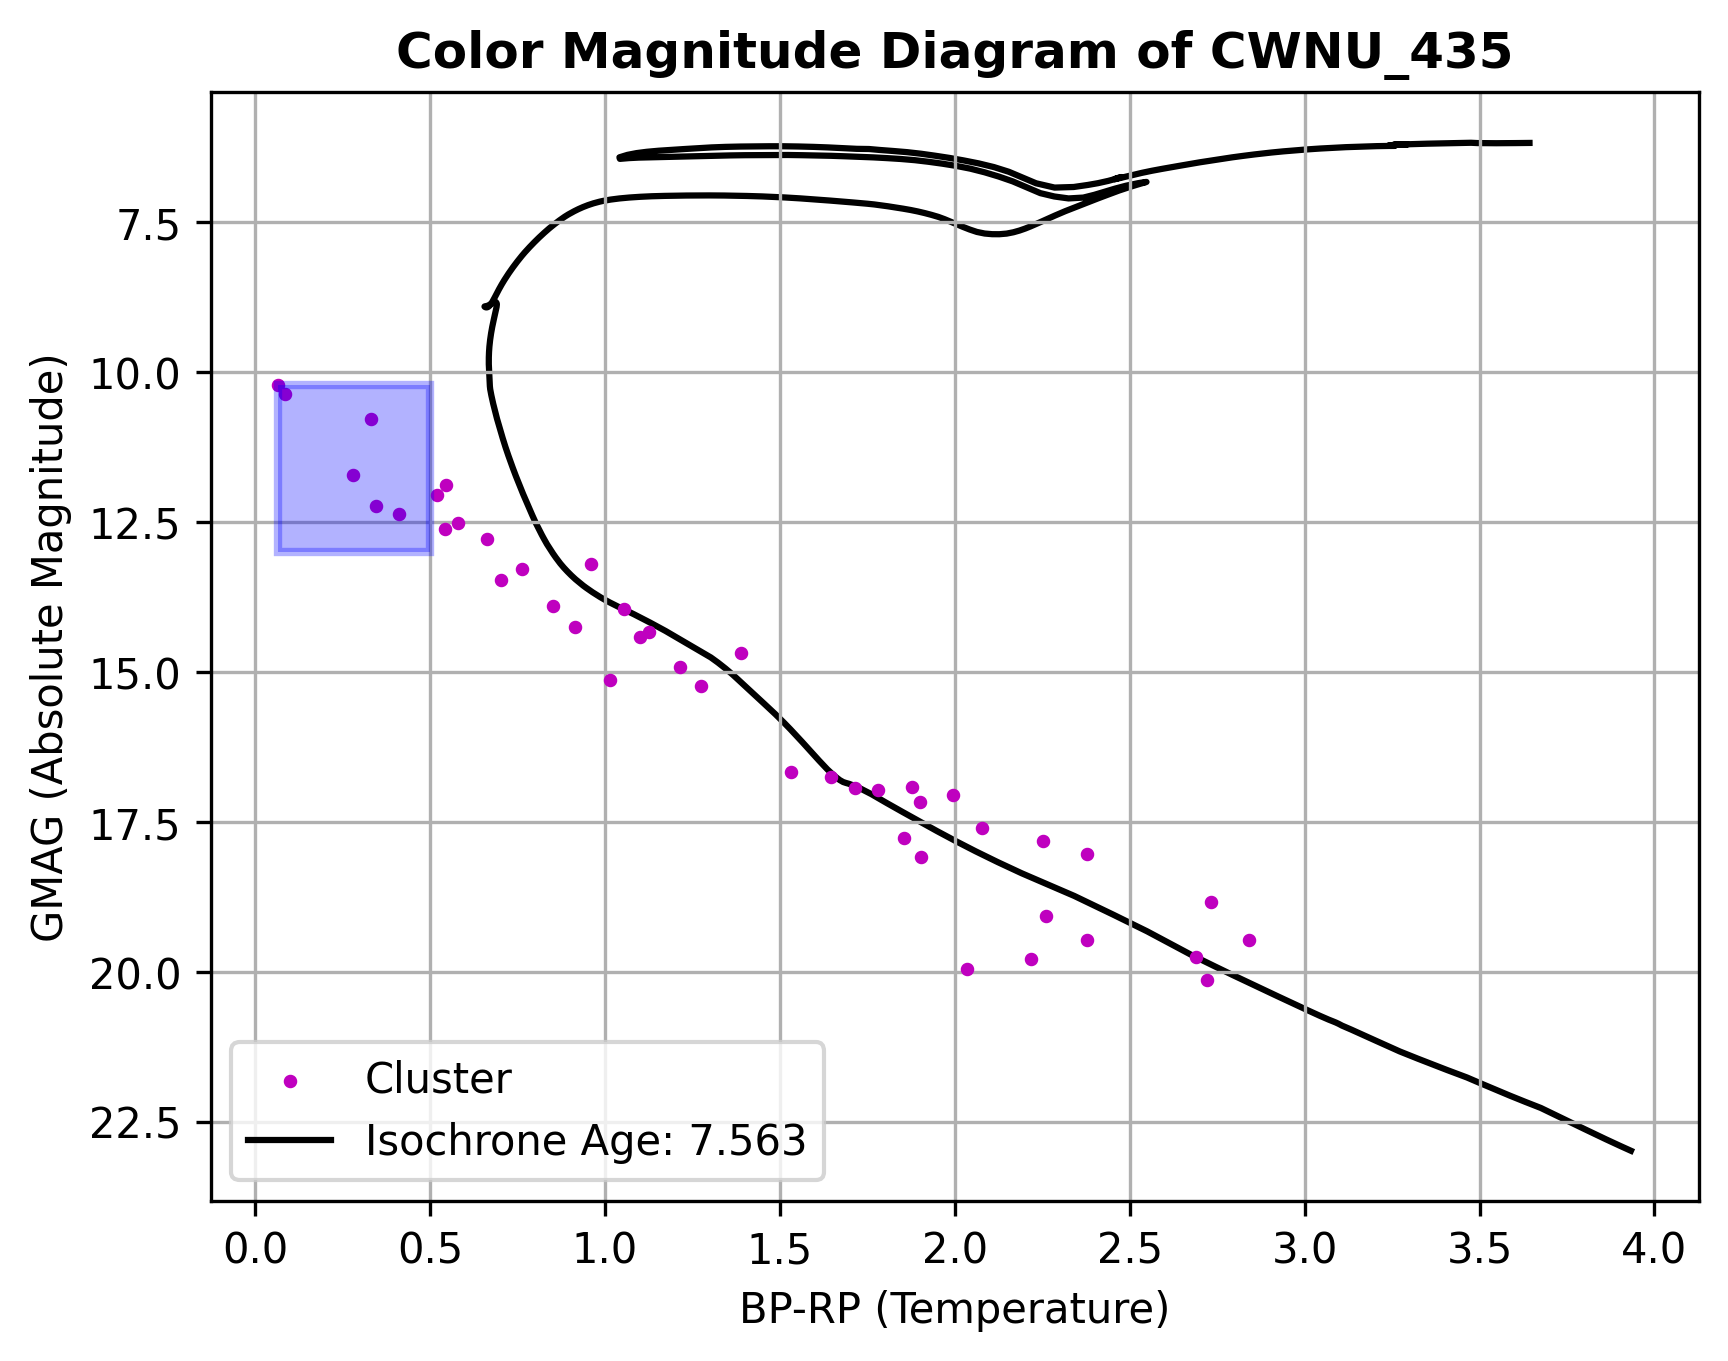 Color Magnitude Diagram of CWNU_435
GMAG (Absolute Magnitude)
7.5
10.0
12.5
15.0
17.5
20.0
22.5
Cluster
Isochrone Age: 7.563
0.0 0.5 1.0 1.5 2.0 2.5 3.0 3.5 4.0
BP-RP (Temperature)